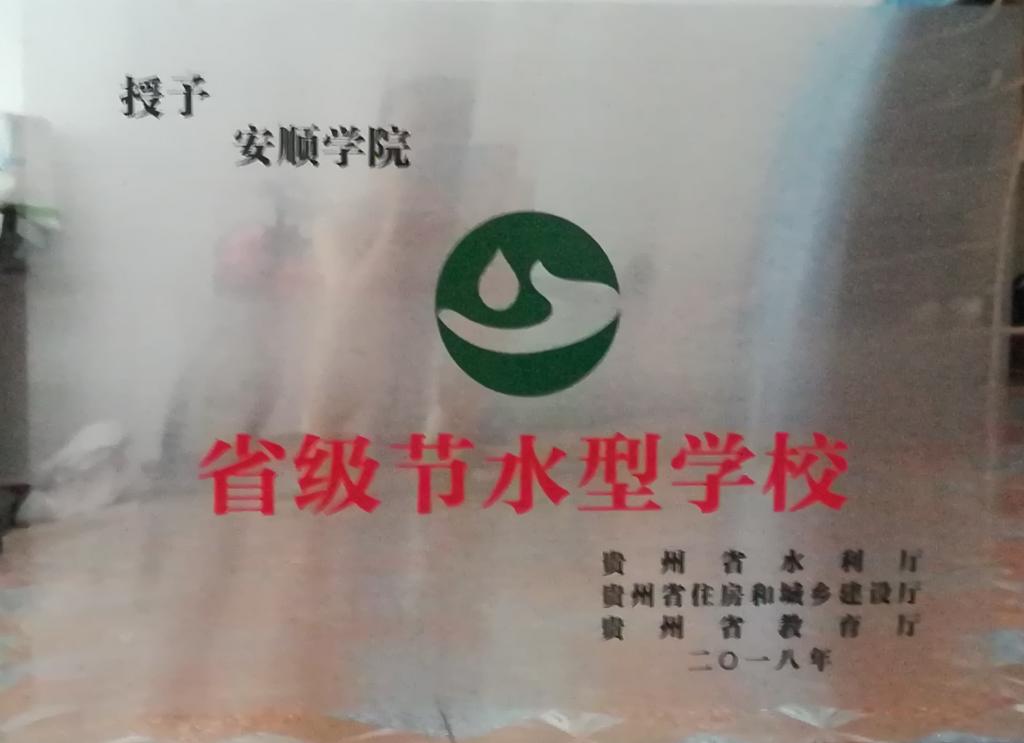 授予
安顺学院
省级节水型学校
贵州省水利厅
贵州省住房和城乡建设厅
贵州省教育厅
二〇一八年